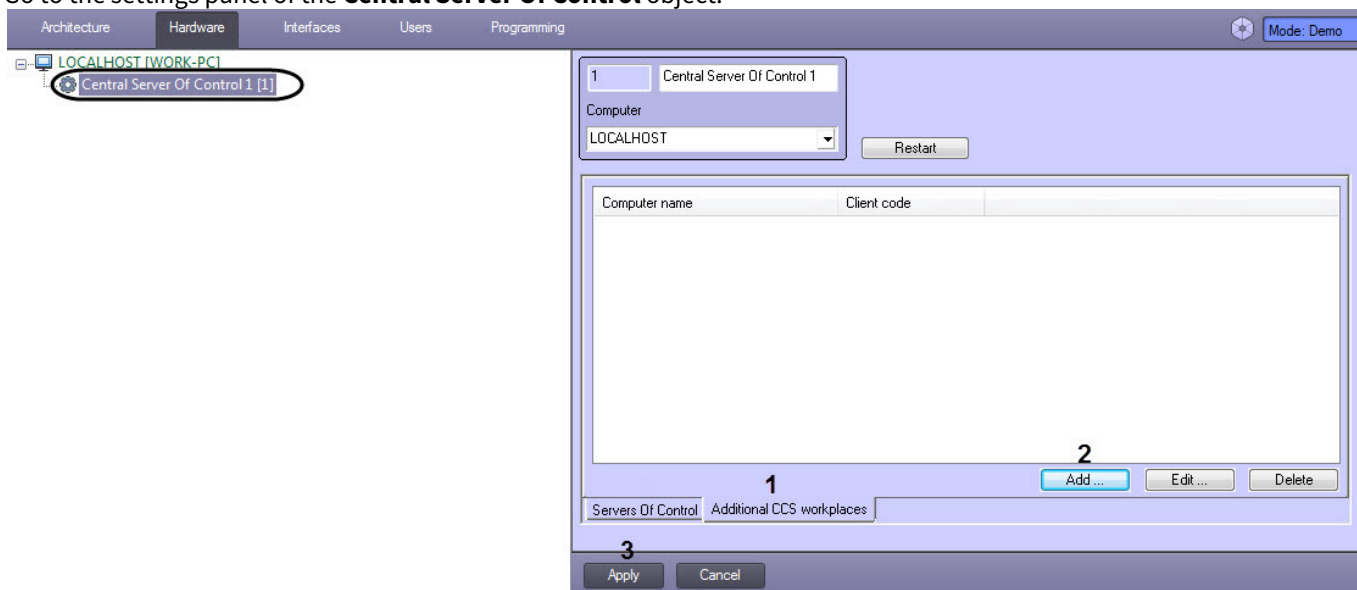 Go to the settings panel of the Central Server Of Control object.
Architecture Hardware Interfaces Users Programming Mode: Demo
LOCALHOST [WORK-PC]
Central Server Of Control 1 [1]
1 Central Server Of Control 1
Computer
LOCALHOST
Restart
Computer name Client code
2
Add ... Edit ... Delete
1
Servers Of Control Additional CCS workplaces
3
Apply Cancel